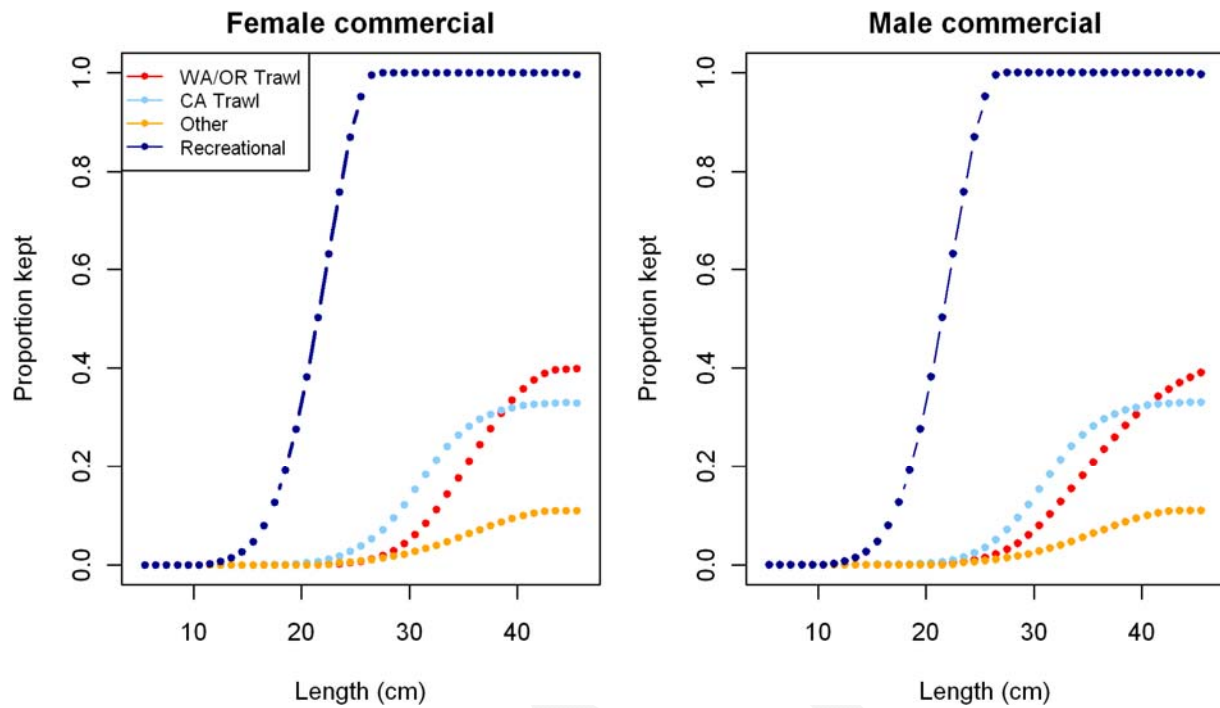 Female commercial
WA/OR Trawl
CA Trawl
Other
Recreational
Proportion kept
1.0
0.8
0.6
0.4
0.2
0.0
10 20 30 40
Length (cm)
Male commercial
Proportion kept
1.0
0.8
0.6
0.4
0.2
0.0
10 20 30 40
Length (cm)